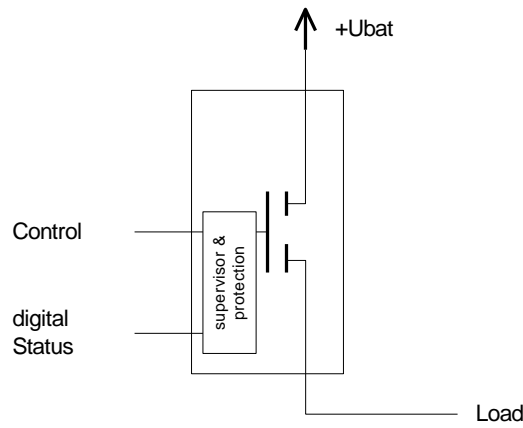 +Ubat
Control
supervisor &
protection
digital
Status
Load